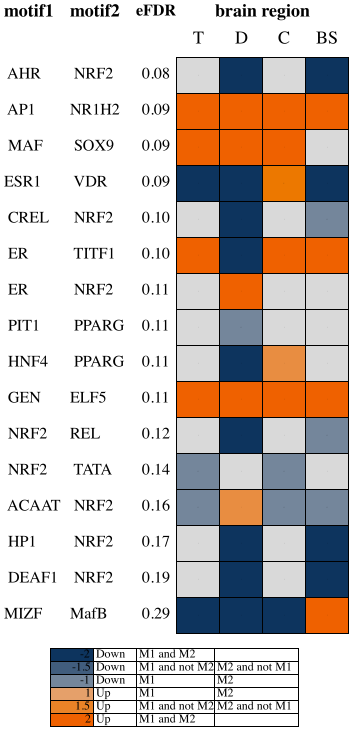 motif1 motif2 eFDR brain region
T D C BS
AHR NRF2 0.08
AP1 NR1H2 0.09
MAF SOX9 0.09
ESR1 VDR 0.09
CREL NRF2 0.10
ER TITF1 0.10
ER NRF2 0.11
PIT1 PPARG 0.11
HNF4 PPARG 0.11
GEN ELF5 0.11
NRF2 REL 0.12
NRF2 TATA 0.14
ACAAT NRF2 0.16
HP1 NRF2 0.17
DEAF1 NRF2 0.19
MIZF MafB 0.29
-2 Down M1 and M2
-1.5 Down M1 and not M2 M2 and not M1
-1 Down M1 M2
1 Up M1 M2
1.5 Up M1 and not M2 M2 and not M1
2 Up M1 and M2